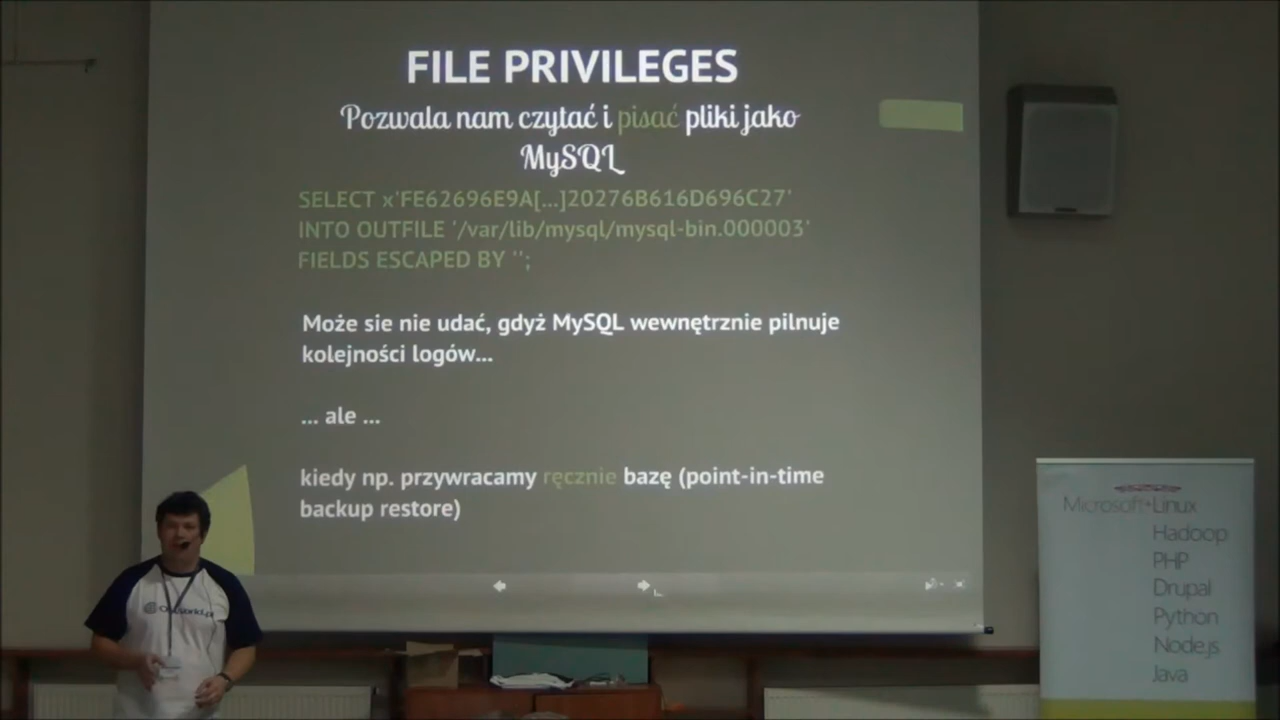 FILE PRIVILEGES
Pozwala nam czytać i pisać pliki jako
MySQL
SELECT x'FE62696E9A[...]20276B616D696C27'
INTO OUTFILE '/var/lib/mysql/mysql-bin.000003'
FIELDS ESCAPED BY '';
Może sie nie udać, gdyż MySQL wewnętrznie pilnuje
kolejności logów...
... ale ...
kiedy np. przywracamy ręcznie bazę (point-in-time
backup restore)
Microsoft+Linux
Hadoop
PHP
Drupal
Python
Node.js
Java